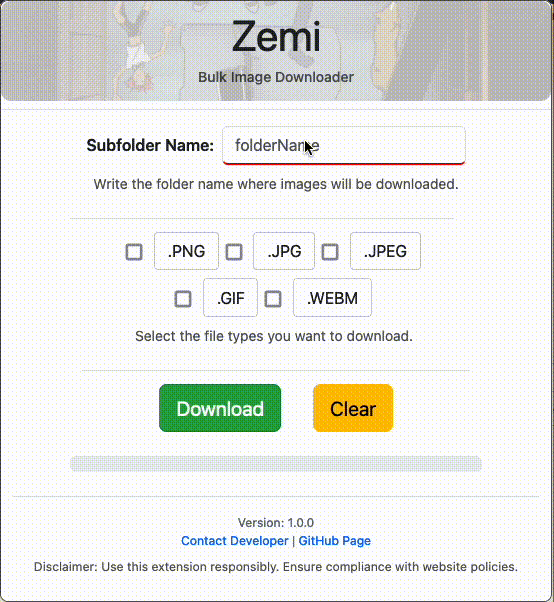 Zemi
Bulk Image Downloader
Subfolder Name: folderName
Write the folder name where images will be downloaded.
.PNG .JPG .JPEG
.GIF .WEBM
Select the file types you want to download.
Download Clear
Version: 1.0.0
Contact Developer | GitHub Page
Disclaimer: Use this extension responsibly. Ensure compliance with website policies.